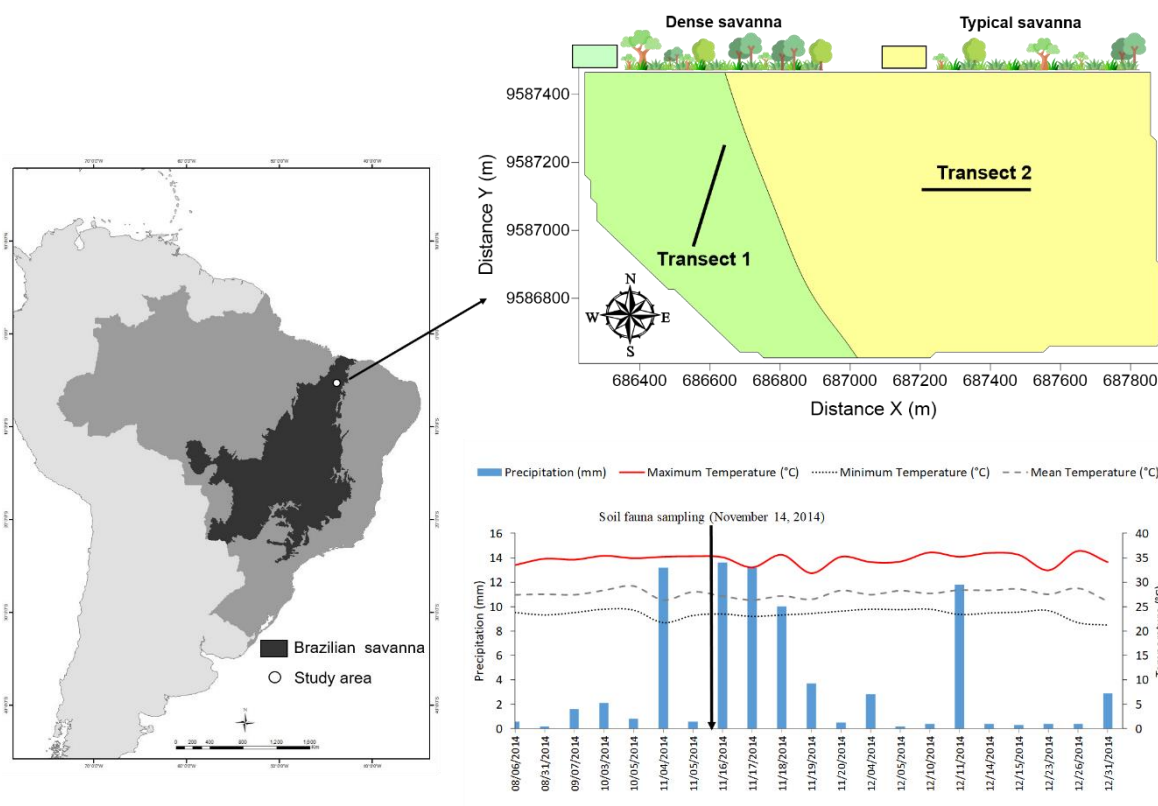 Dense savanna
Typical savanna
9587400
9587200
9587000
9586800
Distance Y (m)
Transect 1
Transect 2
N
W E
S
686400 686600 686800 687000 687200 687400 687600 687800
Distance X (m)
Brazilian savanna
Study area
N
Precipitation (mm) Maximum Temperature (°C) Minimum Temperature (°C) Mean Temperature (°C)
Soil fauna sampling (November 14, 2014)
16
14
12
10
8
6
4
2
0
Precipitation (mm)
40
35
30
25
20
15
10
5
0
08/06/2014
08/31/2014
09/07/2014
10/03/2014
10/05/2014
11/04/2014
11/14/2014
11/16/2014
11/17/2014
11/18/2014
11/19/2014
11/20/2014
12/04/2014
12/05/2014
12/10/2014
12/11/2014
12/14/2014
12/15/2014
12/23/2014
12/26/2014
12/31/2014